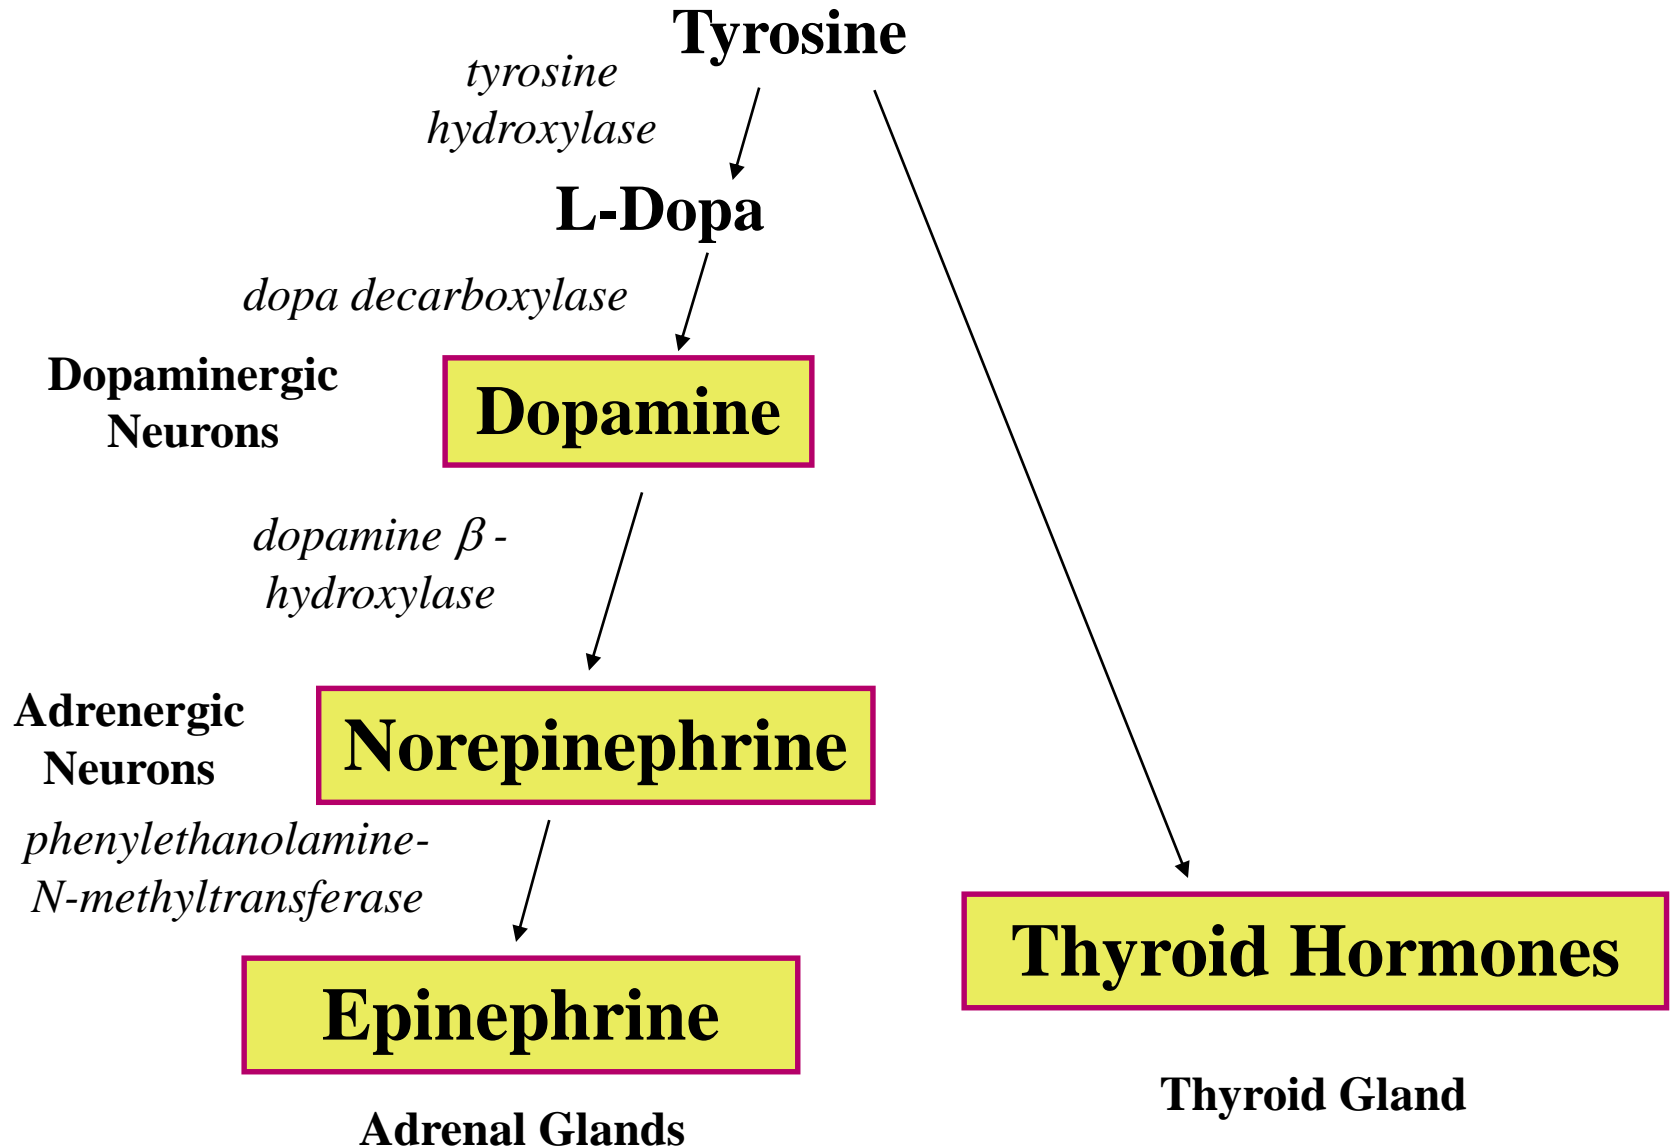 Tyrosine
tyrosine
hydroxylase
L-Dopa
dopa decarboxylase
Dopaminergic
Neurons
Dopamine
dopamine β -
hydroxylase
Adrenergic
Neurons
Norepinephrine
phenylethanolamine-
N-methyltransferase
Epinephrine
Adrenal Glands
Thyroid Hormones
Thyroid Gland